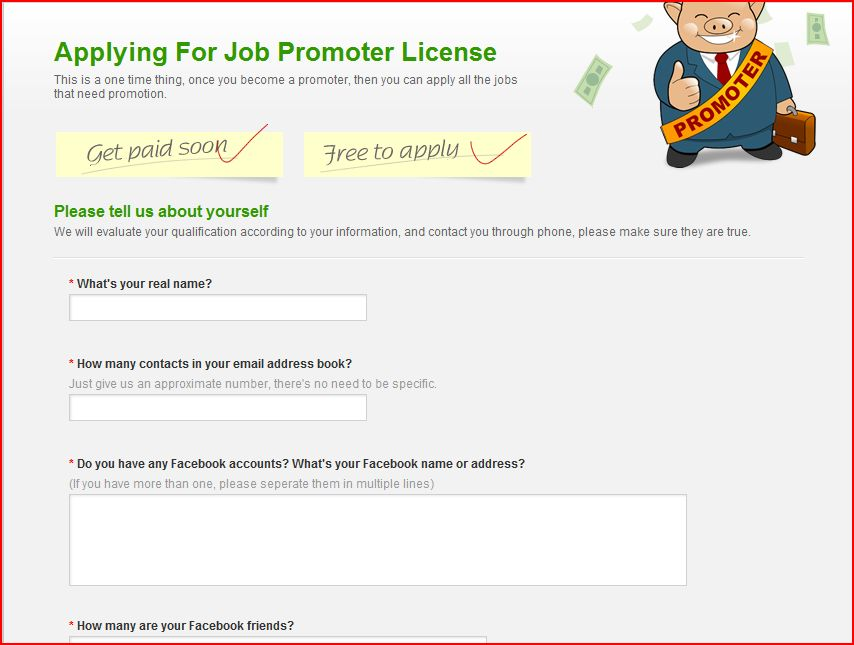 Applying For Job Promoter License
This is a one time thing, once you become a promoter, then you can apply all the jobs
that need promotion.
PROMOTER
Get paid soon
Free to apply
Please tell us about yourself
We will evaluate your qualification according to your information, and contact you through phone, please make sure they are true.
* What's your real name?
* How many contacts in your email address book?
Just give us an approximate number, there's no need to be specific.
* Do you have any Facebook accounts? What's your Facebook name or address?
(If you have more than one, please seperate them in multiple lines)
* How many are your Facebook friends?